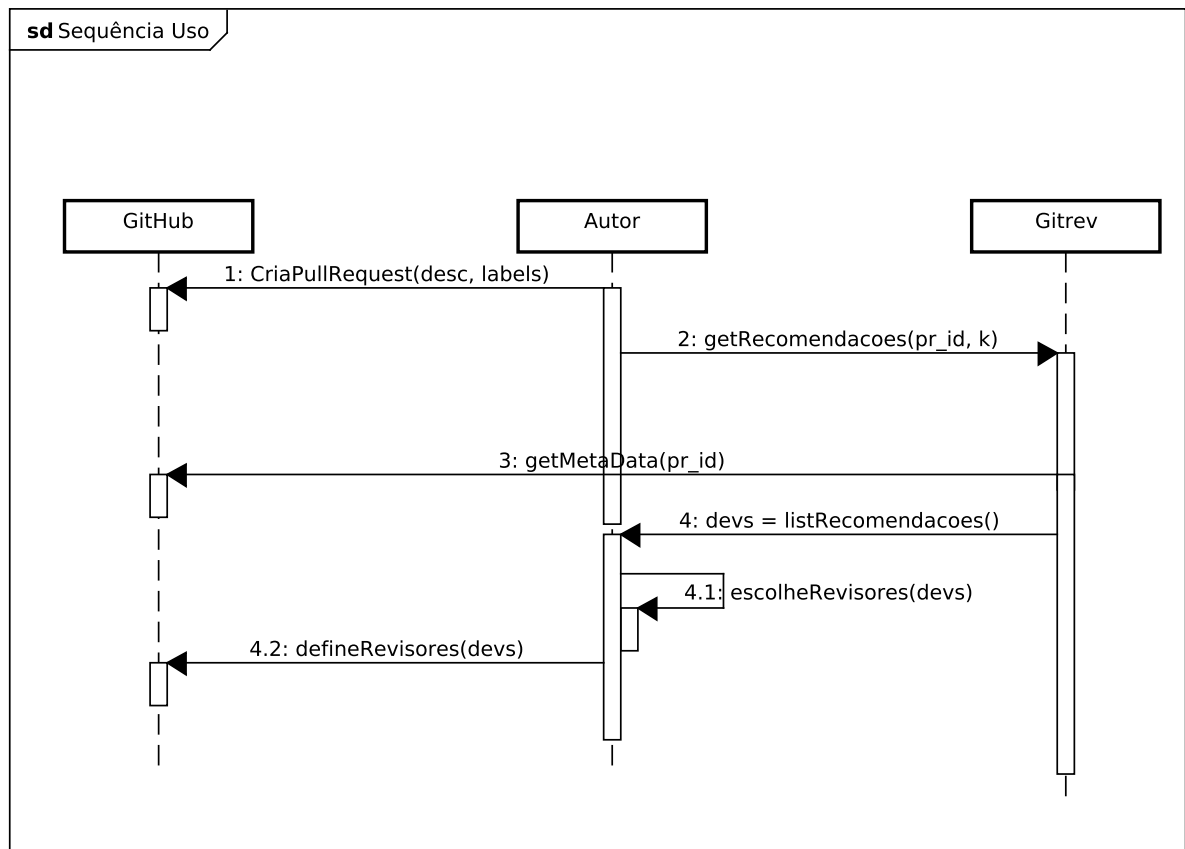 sd Sequência Uso
GitHub
Autor
Gitrev
1: CriaPullRequest(desc, labels)
2: getRecomendacoes(pr_id, k)
3: getMetaData(pr_id)
4: devs = listRecomendacoes()
4.1: escolheRevisores(devs)
4.2: defineRevisores(devs)